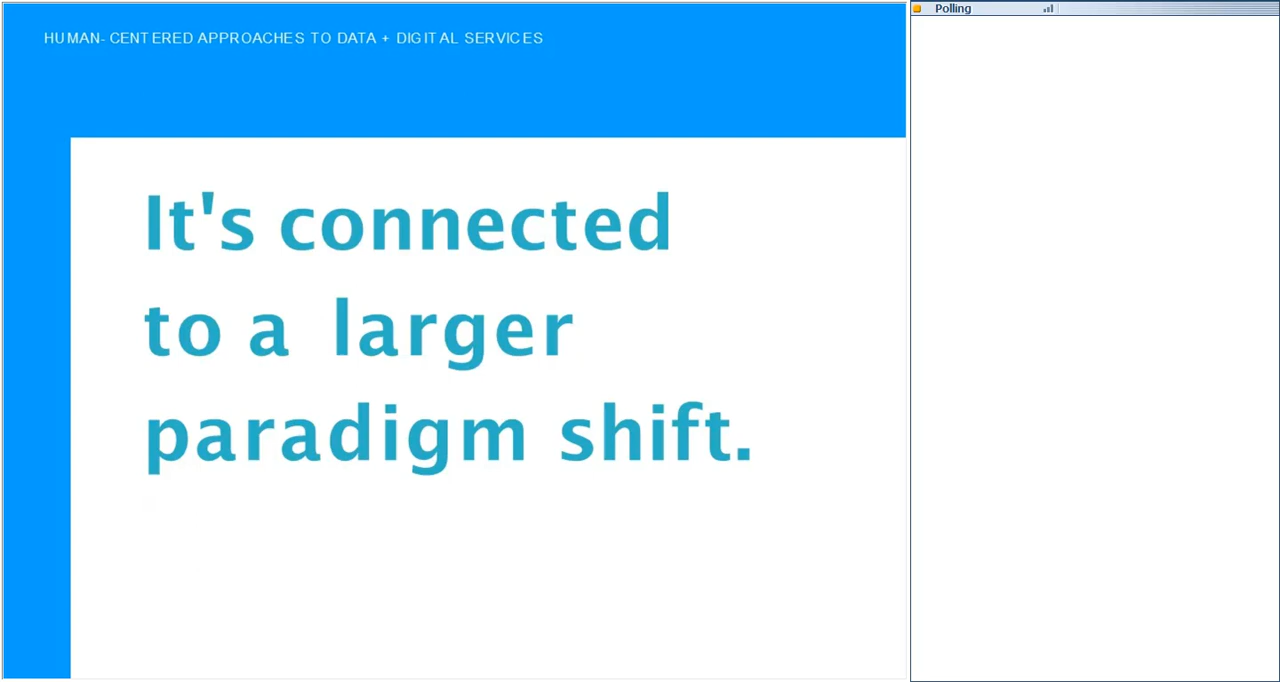 HUMAN- CENTERED APPROACHES TO DATA + DIGITAL SERVICES
Polling
It's connected
to a larger
paradigm shift.